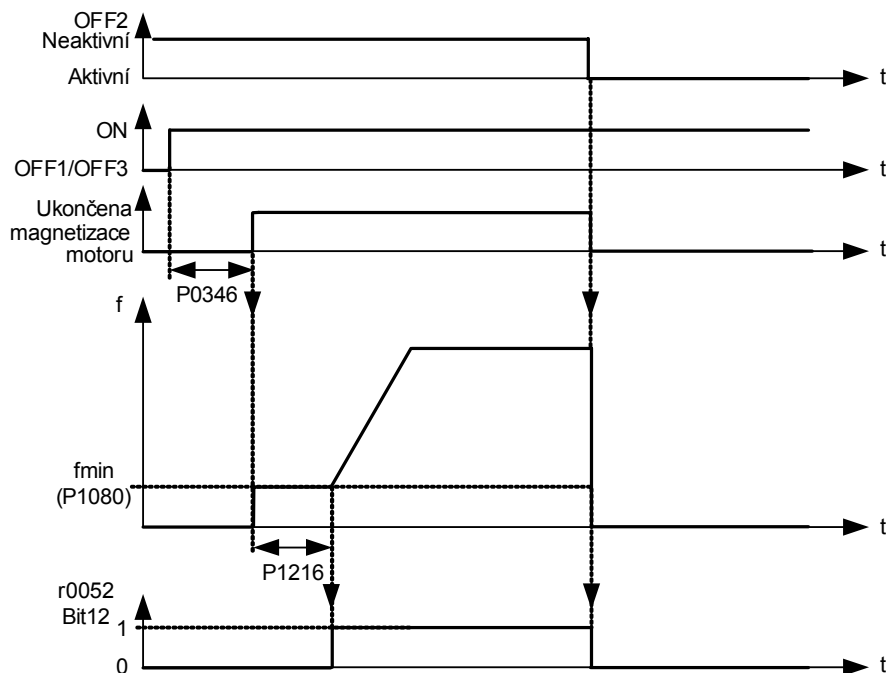 OFF2
Neaktivní
Aktivní
t
ON
OFF1/OFF3
t
Ukončena
magnetizace
motoru
t
P0346
f
fmin
(P1080)
t
P1216
r0052
Bit12
1
0
t